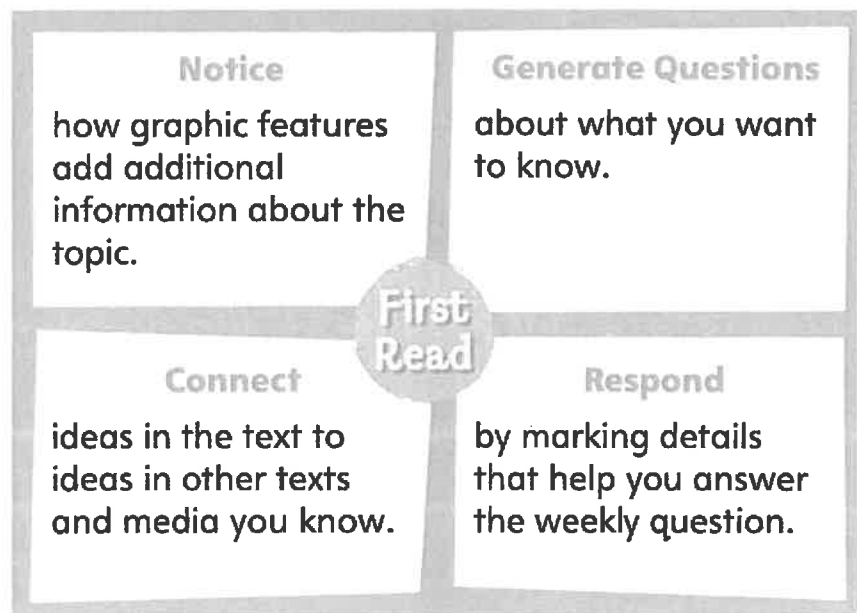 Notice
how graphic features
add additional
information about the
topic.
Generate Questions
about what you want
to know.
First
Read
Connect
ideas in the text to
ideas in other texts
and media you know.
Respond
by marking details
that help you answer
the weekly question.